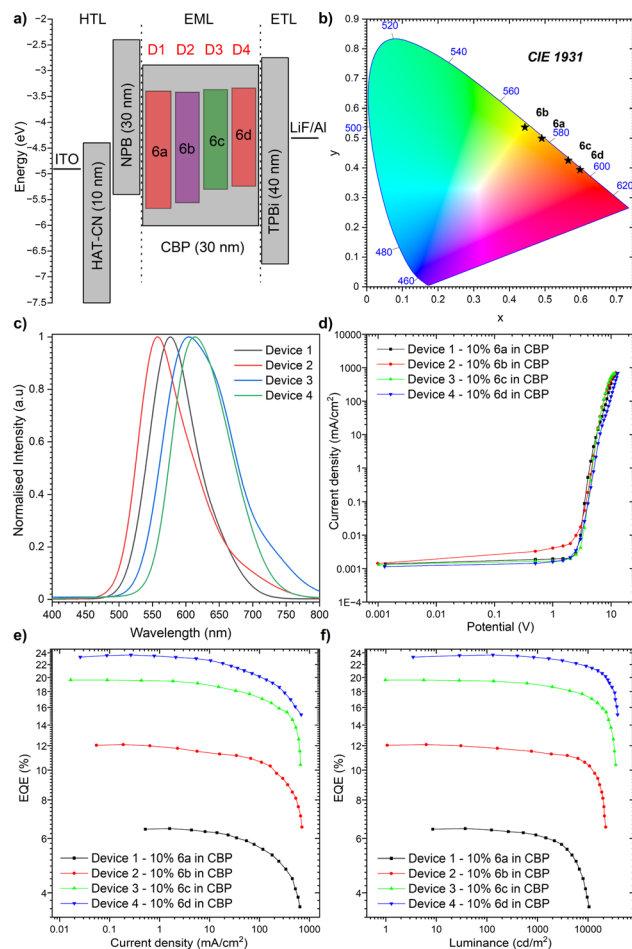 a)
HTL
EML
ETL
D1 D2 D3 D4
-2
-2.5
-3
-3.5
-4
-4.5
-5
-5.5
-6
-6.5
-7
-7.5
Energy (eV)
ITO
HAT-CN (10 nm)
NPB (30 nm)
6a
6b
6c
6d
CBP (30 nm)
TPBi (40 nm)
LiF/Al
b)
CIE 1931
0.9
0.8
0.7
0.6
0.5
0.4
0.3
0.2
0.1
0
y
520
540
560
500
580
600
620
480
460
6b
6a
6c
6d
0 0.1 0.2 0.3 0.4 0.5 0.6 0.7
x
c)
1
0.8
0.6
0.4
0.2
0
Normalised Intensity (a.u)
Device 1
Device 2
Device 3
Device 4
400 450 500 550 600 650 700 750 800
Wavelength (nm)
d)
10000
1000
100
10
1
0.1
0.01
0.001
1E-4
Current density (mA/cm²)
Device 1 - 10% 6a in CBP
Device 2 - 10% 6b in CBP
Device 3 - 10% 6c in CBP
Device 4 - 10% 6d in CBP
0.001 0.01 0.1 1 10
Potential (V)
e)
24
22
20
18
16
14
12
10
8
6
4
EQE (%)
Device 1 - 10% 6a in CBP
Device 2 - 10% 6b in CBP
Device 3 - 10% 6c in CBP
Device 4 - 10% 6d in CBP
0.01 0.1 1 10 100 1000
Current density (mA/cm²)
f)
24
22
20
18
16
14
12
10
8
6
4
EQE (%)
Device 1 - 10% 6a in CBP
Device 2 - 10% 6b in CBP
Device 3 - 10% 6c in CBP
Device 4 - 10% 6d in CBP
1 10 100 1000 10000
Luminance (cd/m²)